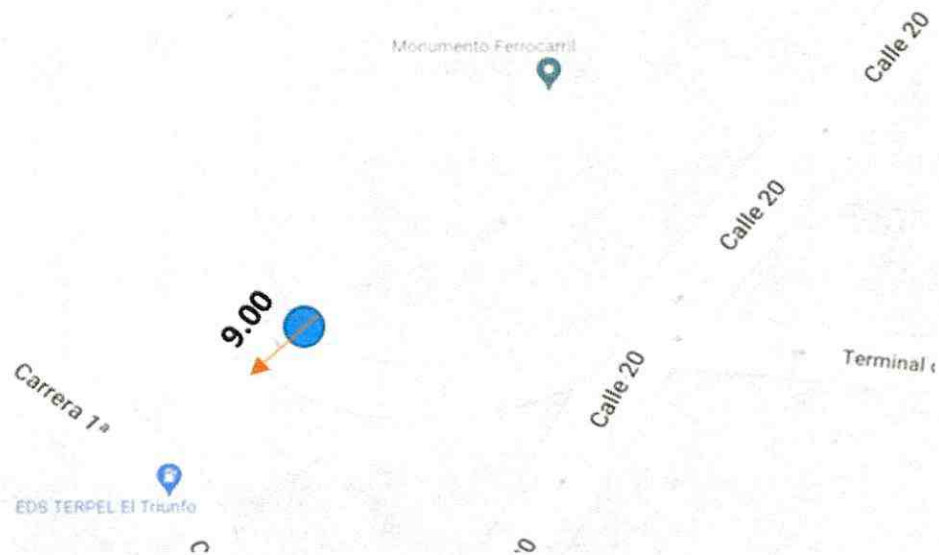 Monumento Ferrocarril
Calle 20
Calle 20
9.00
Calle 20
Terminal
Carrera 1ª
EDS TERPEL El Triunfo